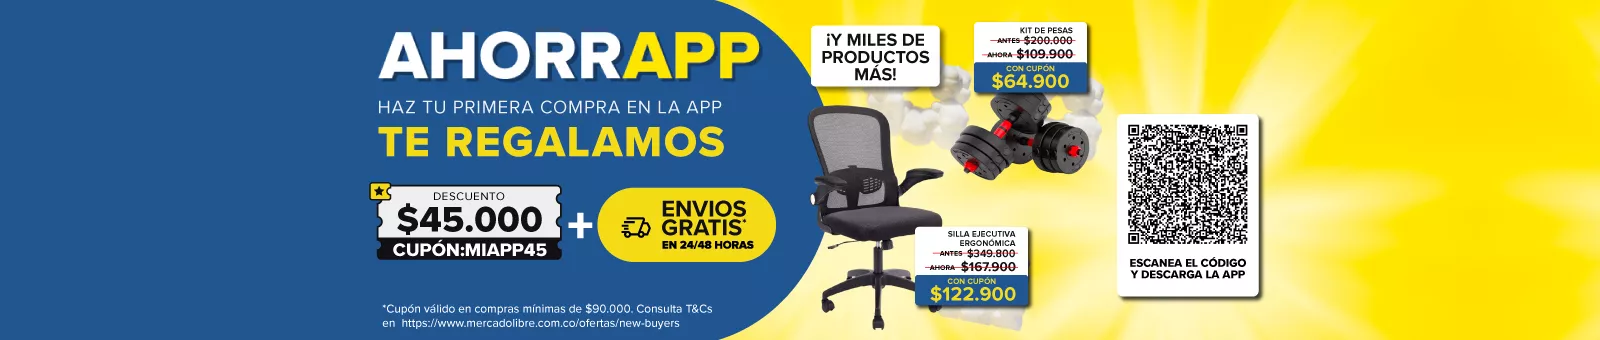 AHORRAPP
HAZ TU PRIMERA COMPRA EN LA APP
TE REGALAMOS
DESCUENTO
$45.000
CUPÓN:MIAPP45
+
ENVIOS
GRATIS*
EN 24/48 HORAS
*Cupón válido en compras mínimas de $90.000. Consulta T&Cs
en https://www.mercadolibre.com.co/ofertas/new-buyers
¡Y MILES DE
PRODUCTOS
MÁS!
KIT DE PESAS
ANTES $200.000
AHORA $109.900
CON CUPÓN
$64.900
SILLA EJECUTIVA
ERGONÓMICA
ANTES $349.800
AHORA $167.900
CON CUPÓN
$122.900
ESCANEA EL CÓDIGO
Y DESCARGA LA APP